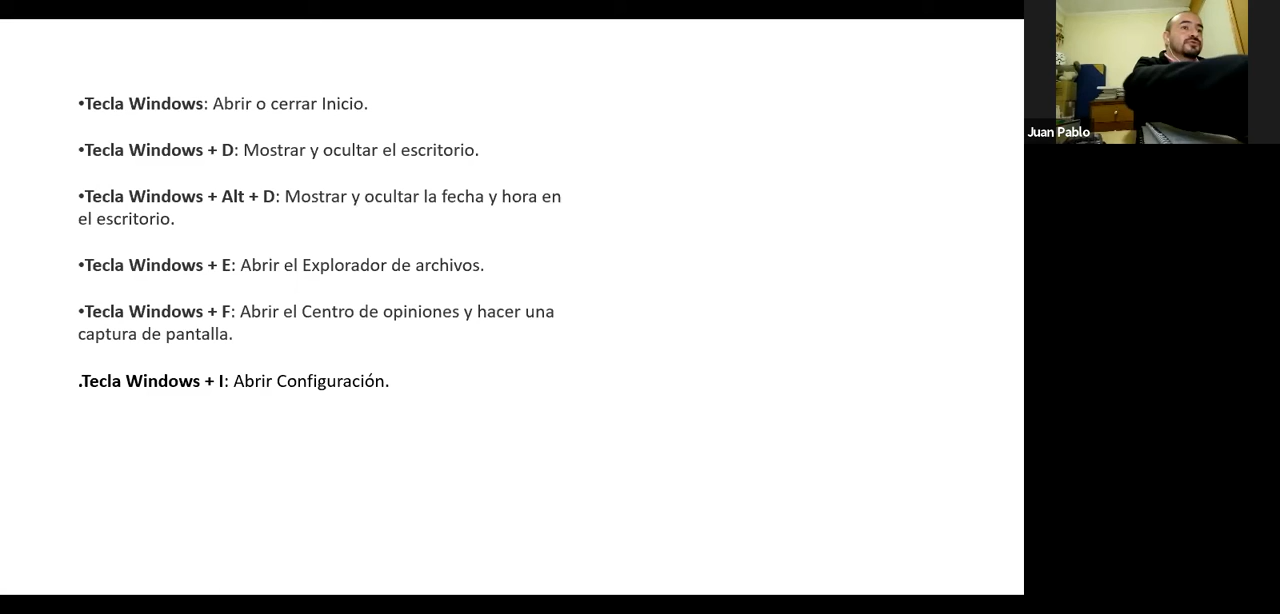 •Tecla Windows: Abrir o cerrar Inicio.
•Tecla Windows + D: Mostrar y ocultar el escritorio.
•Tecla Windows + Alt + D: Mostrar y ocultar la fecha y hora en
el escritorio.
•Tecla Windows + E: Abrir el Explorador de archivos.
•Tecla Windows + F: Abrir el Centro de opiniones y hacer una
captura de pantalla.
.Tecla Windows + I: Abrir Configuración.
Juan Pablo